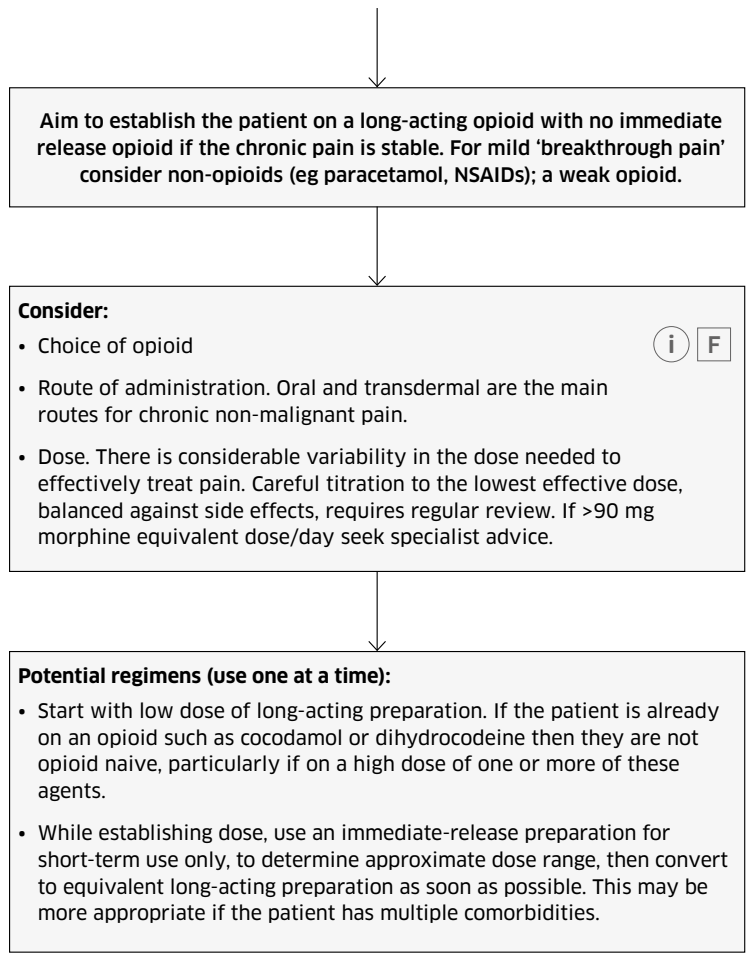 Aim to establish the patient on a long-acting opioid with no immediate
release opioid if the chronic pain is stable. For mild ‘breakthrough pain’
consider non-opioids (eg paracetamol, NSAIDs); a weak opioid.
Consider:
• Choice of opioid
i F
• Route of administration. Oral and transdermal are the main
routes for chronic non-malignant pain.
• Dose. There is considerable variability in the dose needed to
effectively treat pain. Careful titration to the lowest effective dose,
balanced against side effects, requires regular review. If >90 mg
morphine equivalent dose/day seek specialist advice.
Potential regimens (use one at a time):
• Start with low dose of long-acting preparation. If the patient is already
on an opioid such as cocodamol or dihydrocodeine then they are not
opioid naive, particularly if on a high dose of one or more of these
agents.
• While establishing dose, use an immediate-release preparation for
short-term use only, to determine approximate dose range, then convert
to equivalent long-acting preparation as soon as possible. This may be
more appropriate if the patient has multiple comorbidities.